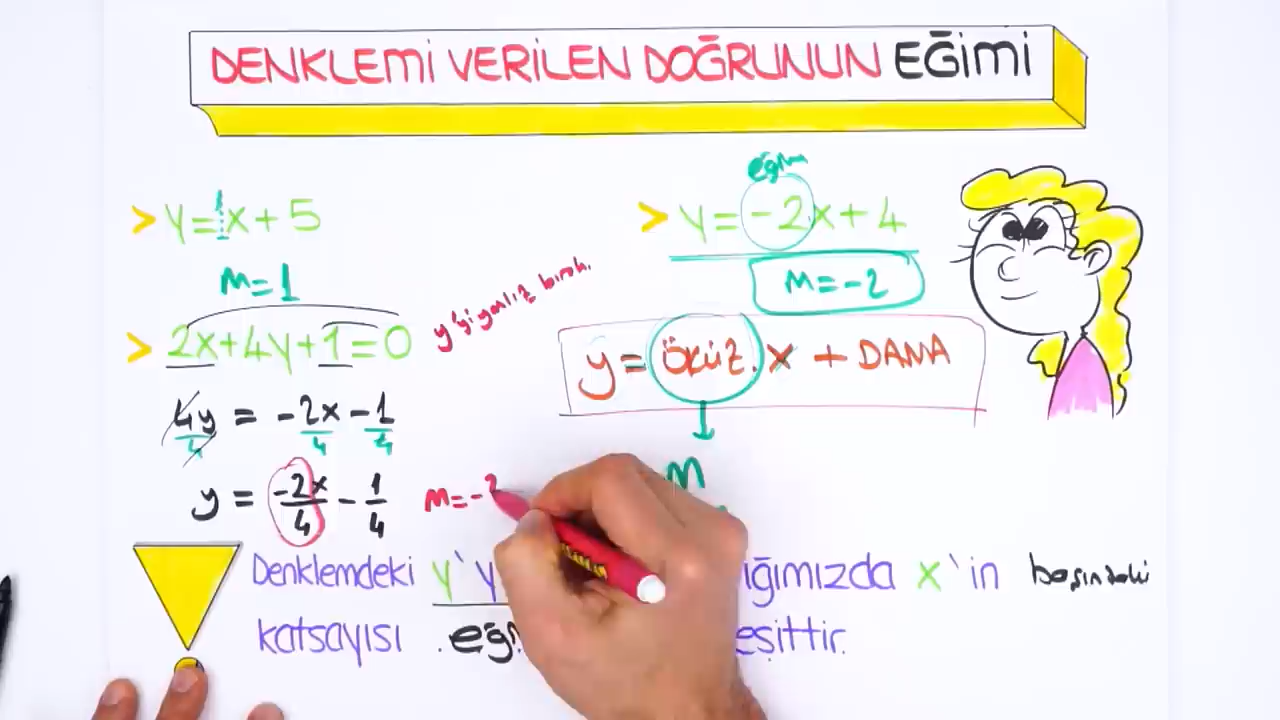 DENKLEMİ VERİLEN DOĞRUNUN EĞİMİ
> y=1x+5
m=1
> 2x+4y+1=0
y'yi yalnız bırak.
4y = -2x - 1
4 4 4
y = -2x/4 - 1/4
m=-2
eğim
> y=-2x+4
m=-2
y = ÖKÜZ.x + DANA
m
Denklemdeki y'y ığımızda x'in başındaki
katsayısı eğ eşittir.